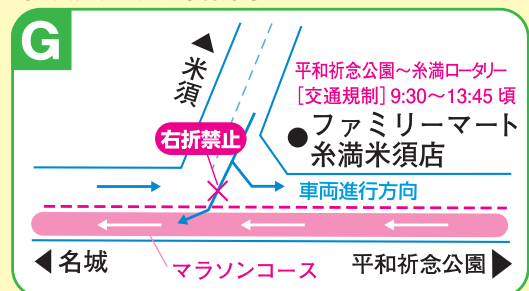 G
◀米須
平和祈念公園～糸満ロータリー
［交通規制］9:30～13:45 頃
●ファミリーマート
糸満米須店
右折禁止
車両進行方向
◀名城
マラソンコース
平和祈念公園▶